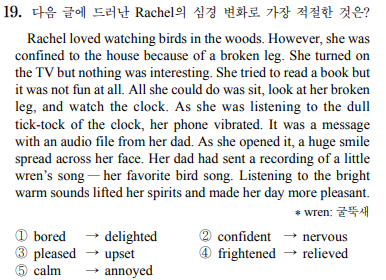 19. 다음 글에 드러난 Rachel의 심경 변화로 가장 적절한 것은?
Rachel loved watching birds in the woods. However, she was
confined to the house because of a broken leg. She turned on
the TV but nothing was interesting. She tried to read a book but
it was not fun at all. All she could do was sit, look at her broken
leg, and watch the clock. As she was listening to the dull
tick-tock of the clock, her phone vibrated. It was a message
with an audio file from her dad. As she opened it, a huge smile
spread across her face. Her dad had sent a recording of a little
wren's song — her favorite bird song. Listening to the bright
warm sounds lifted her spirits and made her day more pleasant.
* wren: 굴뚝새
① bored → delighted ② confident → nervous
③ pleased → upset ④ frightened → relieved
⑤ calm → annoyed